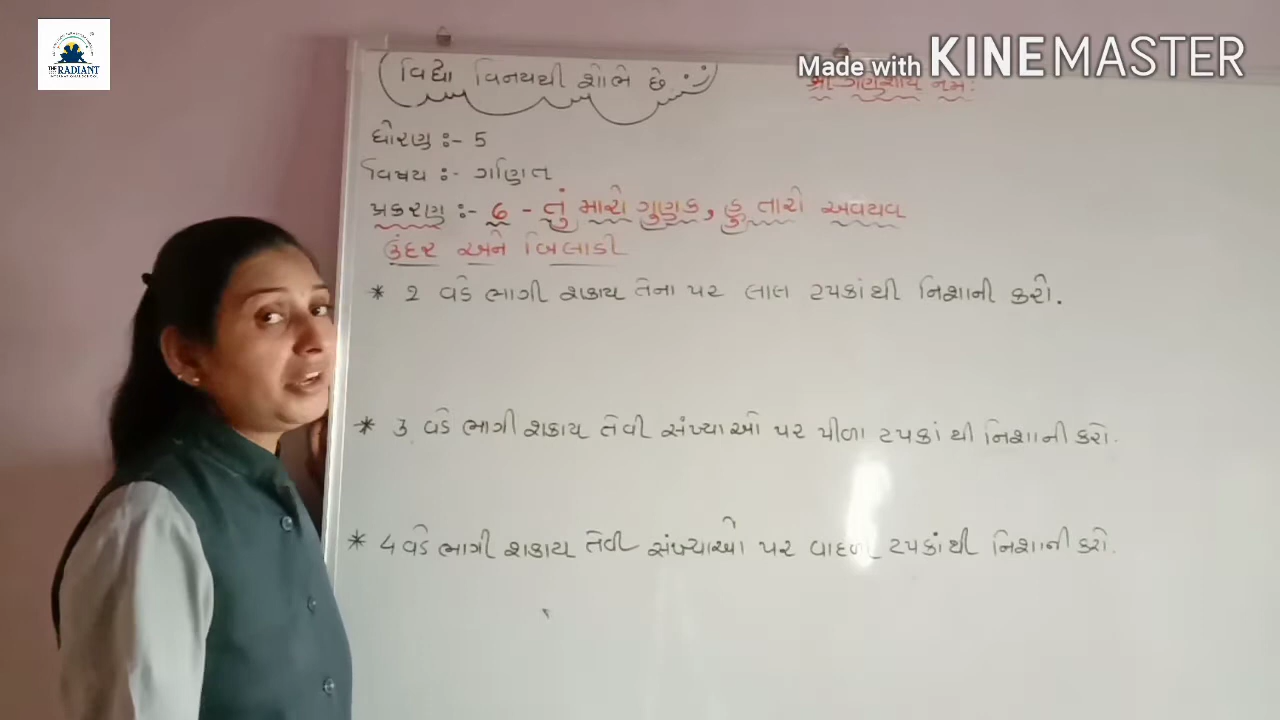 THE RADIANT
Made with KINEMASTER
વિદ્યા વિનયથી શોભે છે.
શ્રી ગણેશાય નમઃ
ધોરણ :- 5
વિષય :- ગણિત
પ્રકરણ :- ૬ - તું મારો ગુણક, હું તારો અવયવ
ઉંદર અને બિલાડી
* 2 વડે ભાગી શકાય તેના પર લાલ ટપકાંથી નિશાની કરો.
* 3 વડે ભાગી શકાય તેવી સંખ્યાઓ પર પીળા ટપકાં થી નિશાની કરો.
* 4 વડે ભાગી શકાય તેવી સંખ્યાઓ પર વાદળી ટપકાંથી નિશાની કરો.